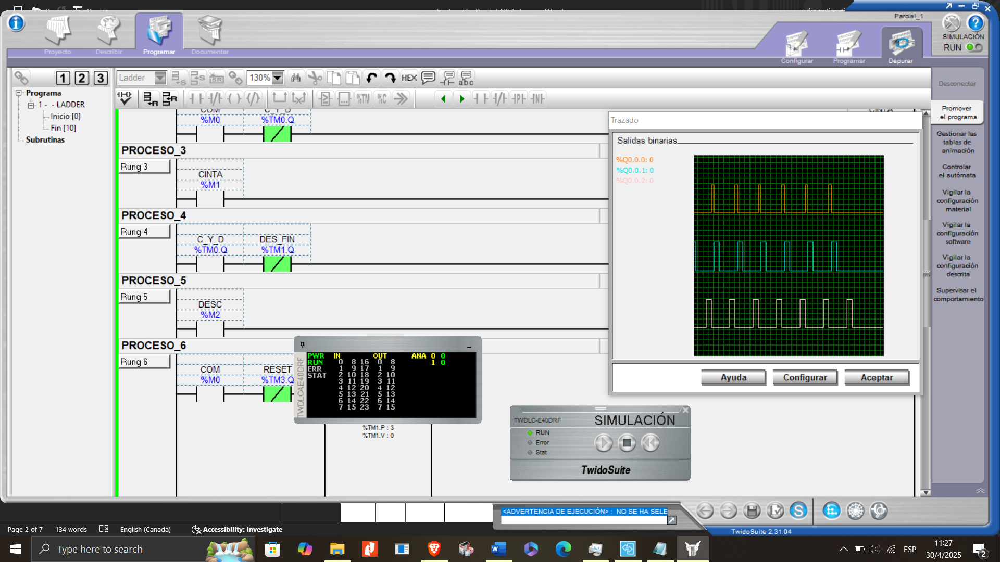 Parcial_1
Proyecto
Describir
Programar
Documentar
Configurar
Programar
Depurar
SIMULACIÓN
RUN
1 2 3
Ladder
130%
HEX
abc
Programa
1 - - LADDER
Inicio [0]
Fin [10]
Subrutinas
%TM
%C
COM
C_Y_D
CINTA
%M0
%TM0.Q
PROCESO_3
Rung 3
CINTA
%M1
PROCESO_4
Rung 4
C_Y_D
DES_FIN
%TM0.Q
%TM1.Q
PROCESO_5
Rung 5
DESC
%M2
PROCESO_6
Rung 6
COM
RESET
%M0
%TM3.Q
Trazado
Salidas binarias
%Q0.0.0: 0
%Q0.0.1: 0
%Q0.0.2: 0
Ayuda
Configurar
Aceptar
Desconectar
Promover
el programa
Gestionar las
tablas de
animación
Controlar
el autómata
Vigilar la
configuración
material
Vigilar la
configuración
software
Vigilar la
configuración
descrita
Supervisar el
comportamiento
TWDLCAE40DRF
PWR IN OUT ANA 0 0
RUN 0 8 16 0 8 1 0
ERR 1 9 17 1 9
STAT 2 10 18 2 10
3 11 19 3 11
4 12 20 4 12
5 13 21 5 13
6 14 22 6 14
7 15 23 7 15
%TM1.P : 3
%TM1.V : 0
TWDLC-E40DRF
SIMULACIÓN
RUN
Error
Stat
TwidoSuite
<ADVERTENCIA DE EJECUCIÓN> : NO SE HA SELE
TwidoSuite 2.31.04
Page 2 of 7
134 words
English (Canada)
Accessibility: Investigate
Type here to search
ESP
11:27
30/4/2025
2